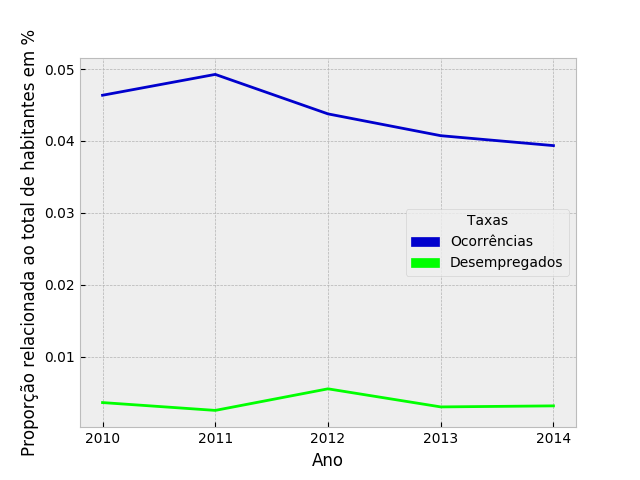 Proporção relacionada ao total de habitantes em %
0.05
0.04
0.03
0.02
0.01
Taxas
Ocorrências
Desempregados
2010 2011 2012 2013 2014
Ano